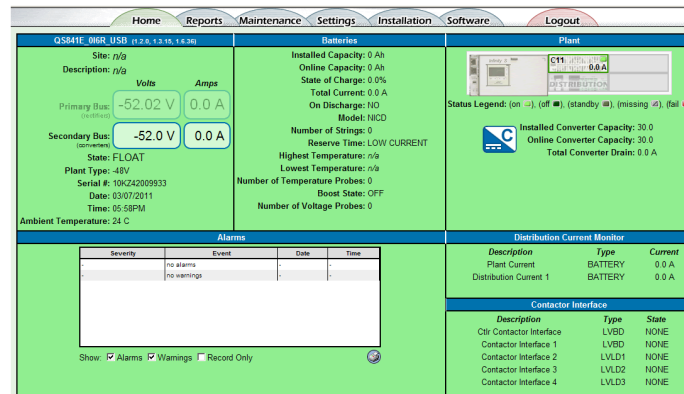 Home Reports Maintenance Settings Installation Software Logout
QS841E_0I6R_USB (1.2.0, 1.3.15, 1.6.36)
Site: n/a
Description: n/a
Volts Amps
Primary Bus: -52.02 V 0.0 A
(rectifiers)
Secondary Bus: -52.0 V 0.0 A
(converters)
State: FLOAT
Plant Type: -48V
Serial #: 10KZ42009933
Date: 03/07/2011
Time: 05:58PM
Ambient Temperature: 24 C
Batteries
Installed Capacity: 0 Ah
Online Capacity: 0 Ah
State of Charge: 0.0%
Total Current: 0.0 A
On Discharge: NO
Model: NICD
Number of Strings: 0
Reserve Time: LOW CURRENT
Highest Temperature: n/a
Lowest Temperature: n/a
Number of Temperature Probes: 0
Boost State: OFF
Number of Voltage Probes: 0
Plant
C11
0.0 A
DISTRIBUTION
Status Legend: (on ), (off ), (standby ), (missing ), (fail
C
Installed Converter Capacity: 30.0
Online Converter Capacity: 30.0
Total Converter Drain: 0.0 A
Alarms
Severity Event Date Time
- no alarms - -
- no warnings - -
Show: Alarms Warnings Record Only
Distribution Current Monitor
Description Type Current
Plant Current BATTERY 0.0 A
Distribution Current 1 BATTERY 0.0 A
Contactor Interface
Description Type State
Ctlr Contactor Interface LVBD NONE
Contactor Interface 1 LVBD NONE
Contactor Interface 2 LVLD1 NONE
Contactor Interface 3 LVLD2 NONE
Contactor Interface 4 LVLD3 NONE